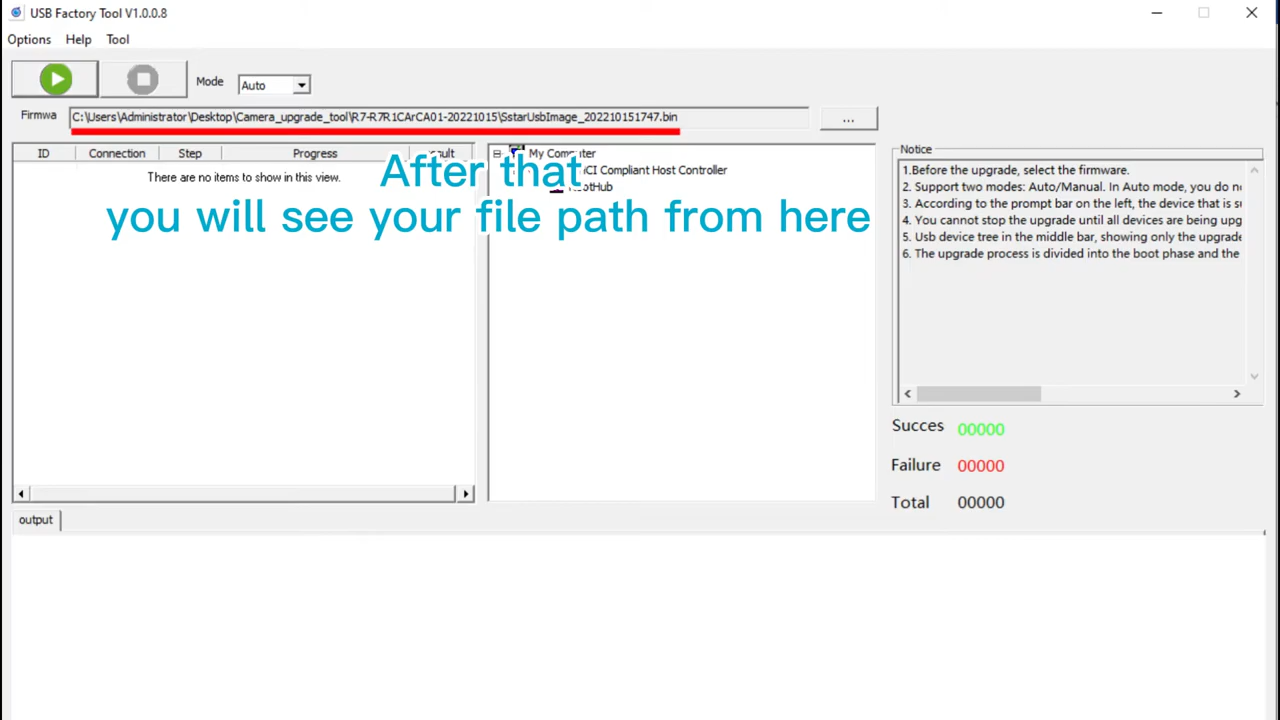 USB Factory Tool V1.0.0.8
Options Help Tool
Mode Auto
Firmwa C:\Users\Administrator\Desktop\Camera_upgrade_tool\R7-R7R1CArCA01-20221015\SstarUsbImage_202210151747.bin ...
ID Connection Step Progress
There are no items to show in this view.
My Computer
Compliant Host Controller
After that
you will see your file path from here
Notice
1.Before the upgrade, select the firmware.
2. Support two modes: Auto/Manual. In Auto mode, you do
3. According to the prompt bar on the left, the device that is
4. You cannot stop the upgrade until all devices are being
5. Usb device tree in the middle bar, showing only the upgrade
6. The upgrade process is divided into the boot phase and the
Succes 00000
Failure 00000
Total 00000
output